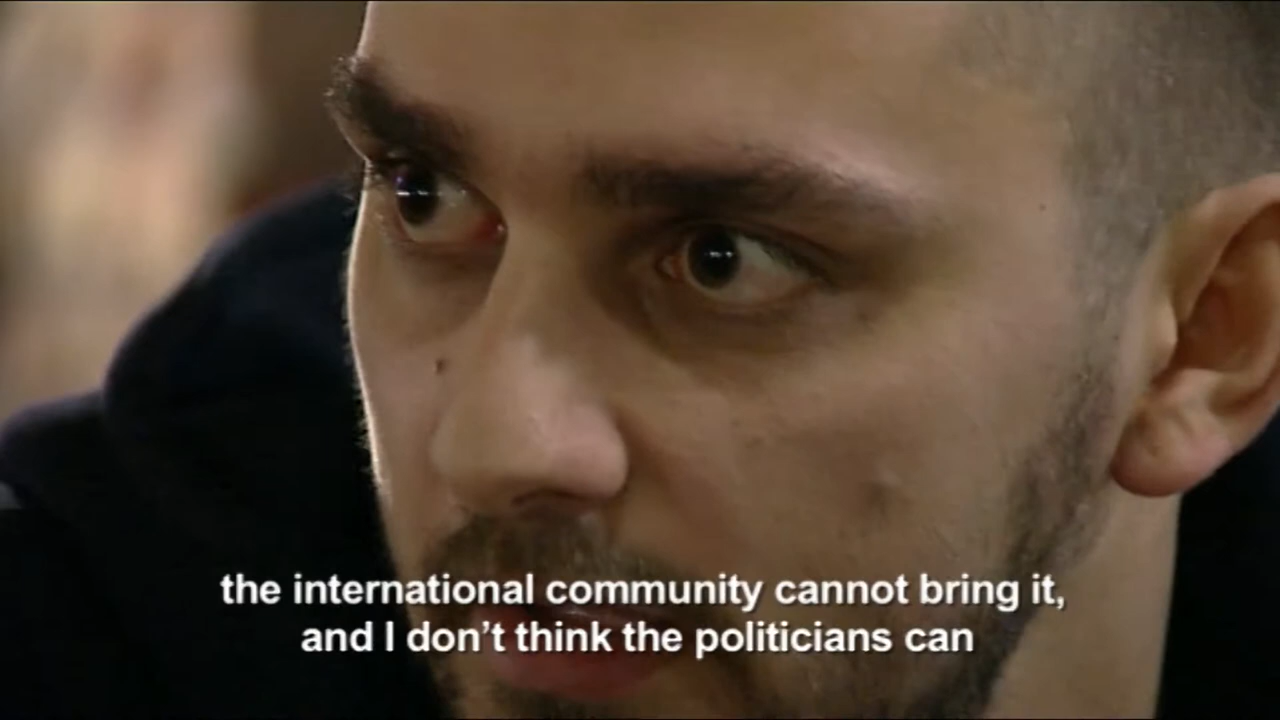 the international community cannot bring it,
and I don't think the politicians can